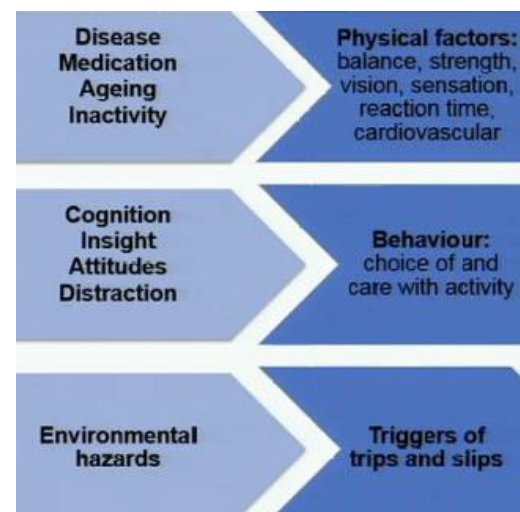 Disease
Medication
Ageing
Inactivity
Physical factors:
balance, strength,
vision, sensation,
reaction time,
cardiovascular
Cognition
Insight
Attitudes
Distraction
Behaviour:
choice of and
care with activity
Environmental
hazards
Triggers of
trips and slips